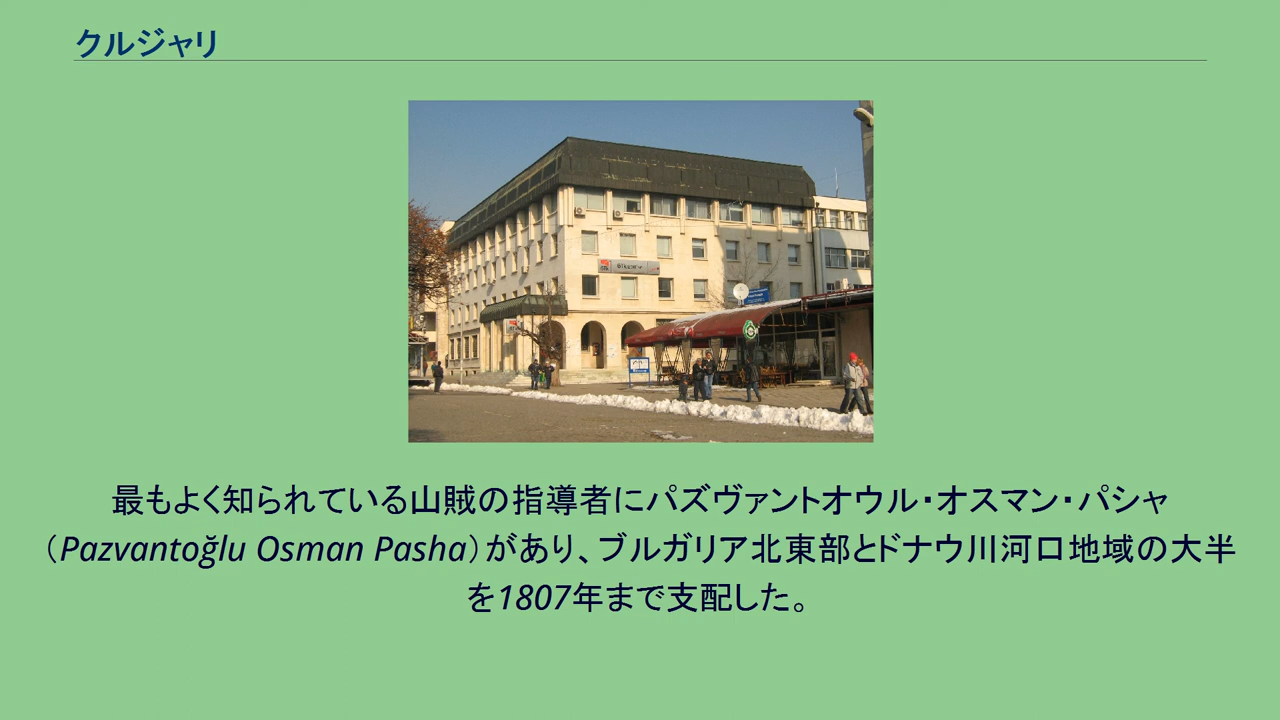 クルジャリ
最もよく知られている山賊の指導者にパズヴァントオウル・オスマン・パシャ
（Pazvantoğlu Osman Pasha）があり、ブルガリア北東部とドナウ川河口地域の大半
を1807年まで支配した。